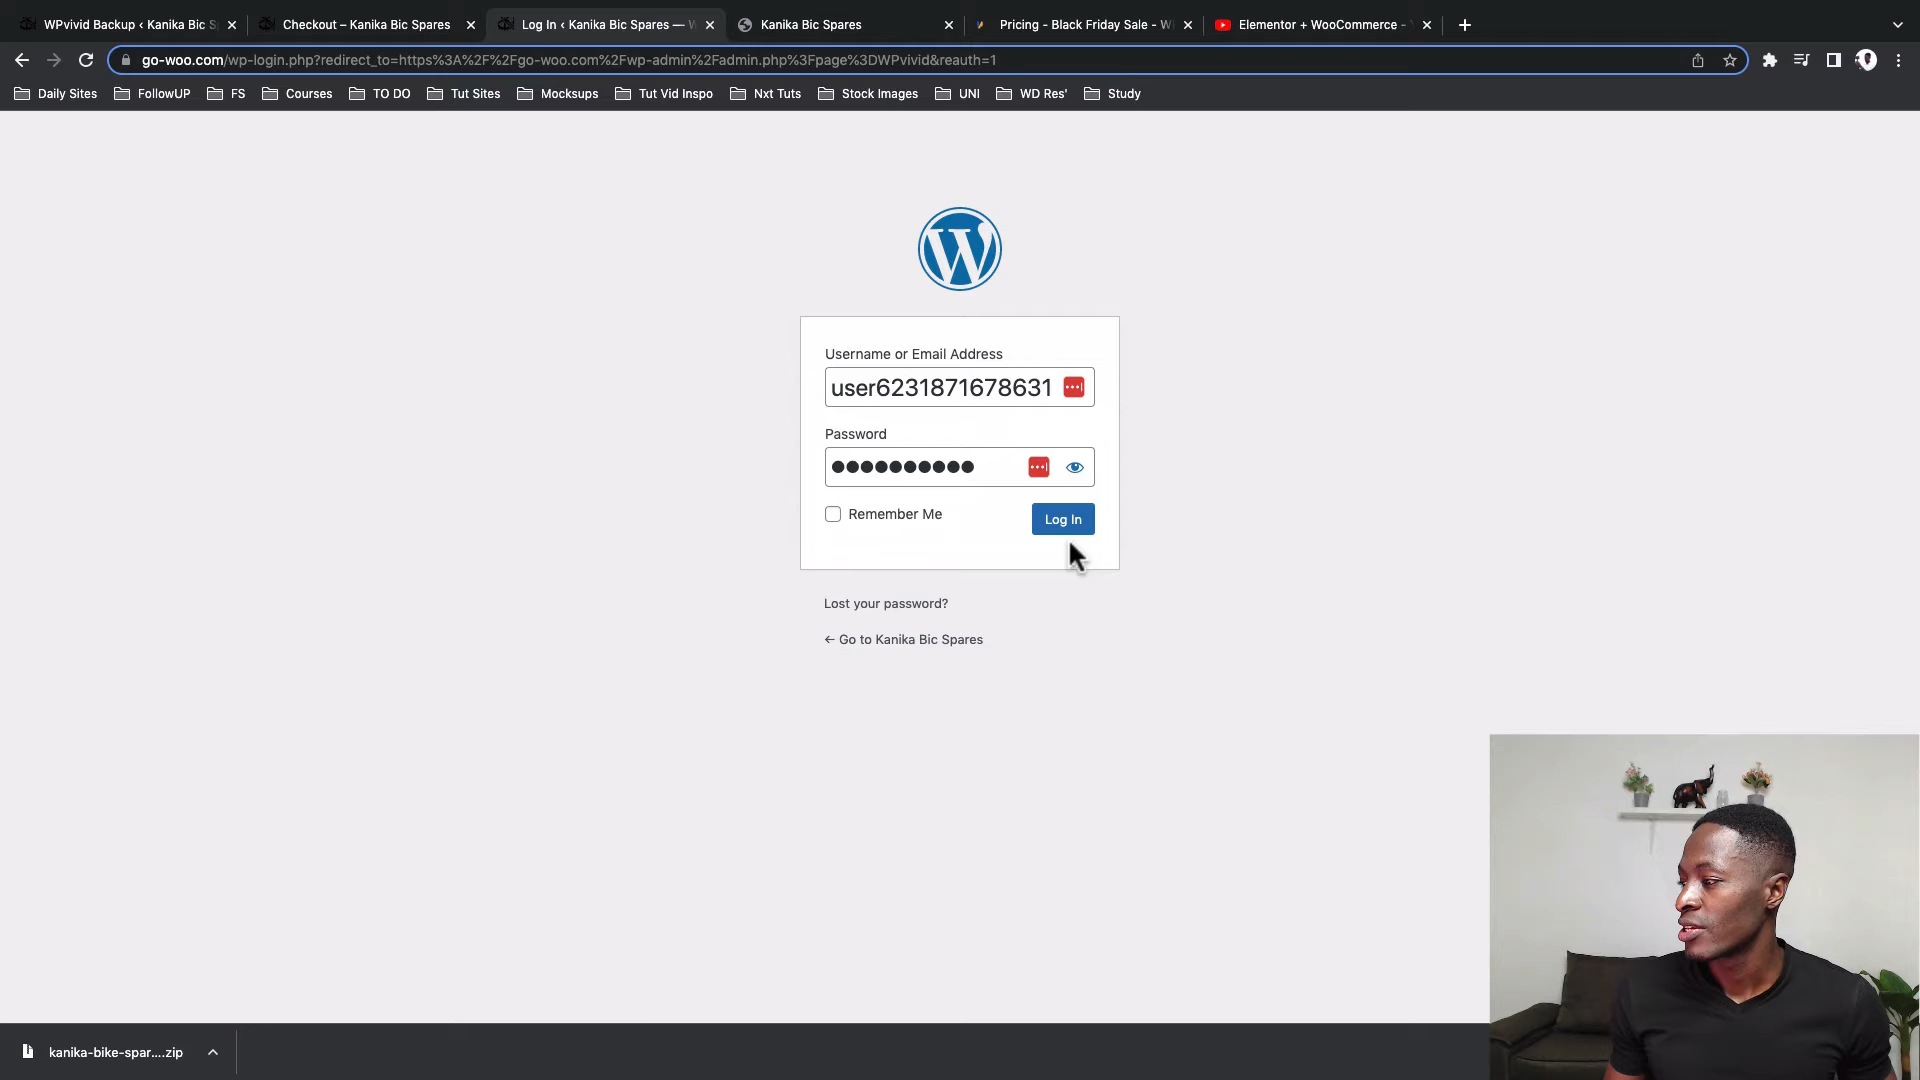 WPvivid Backup ‹ Kanika Bic S
Checkout – Kanika Bic Spares
Log In ‹ Kanika Bic Spares — W
Kanika Bic Spares
Pricing - Black Friday Sale - W
Elementor + WooCommerce -
go-woo.com/wp-login.php?redirect_to=https%3A%2F%2Fgo-woo.com%2Fwp-admin%2Fadmin.php%3Fpage%3DWPvivid&reauth=1
Daily Sites
FollowUP
FS
Courses
TO DO
Tut Sites
Mocksups
Tut Vid Inspo
Nxt Tuts
Stock Images
UNI
WD Res'
Study
Username or Email Address
user6231871678631
Password
Remember Me
Log In
Lost your password?
← Go to Kanika Bic Spares
kanika-bike-spar....zip